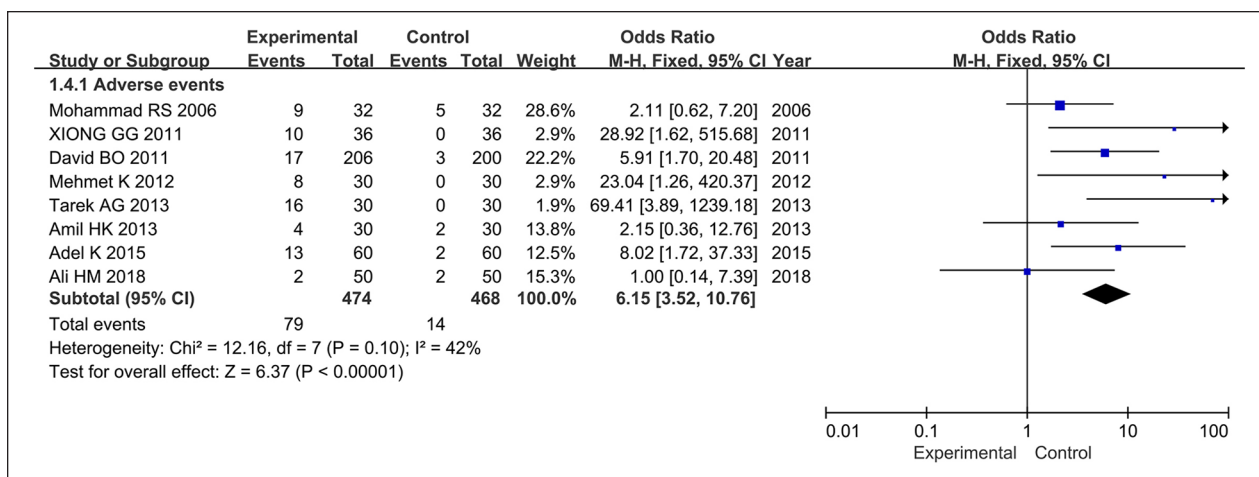 Experimental Control Odds Ratio Odds Ratio
Study or Subgroup Events Total Events Total Weight M-H, Fixed, 95% CI Year M-H, Fixed, 95% CI
1.4.1 Adverse events
Mohammad RS 2006 9 32 5 32 28.6% 2.11 [0.62, 7.20] 2006
XIONG GG 2011 10 36 0 36 2.9% 28.92 [1.62, 515.68] 2011
David BO 2011 17 206 3 200 22.2% 5.91 [1.70, 20.48] 2011
Mehmet K 2012 8 30 0 30 2.9% 23.04 [1.26, 420.37] 2012
Tarek AG 2013 16 30 0 30 1.9% 69.41 [3.89, 1239.18] 2013
Amil HK 2013 4 30 2 30 13.8% 2.15 [0.36, 12.76] 2013
Adel K 2015 13 60 2 60 12.5% 8.02 [1.72, 37.33] 2015
Ali HM 2018 2 50 2 50 15.3% 1.00 [0.14, 7.39] 2018
Subtotal (95% CI) 474 468 100.0% 6.15 [3.52, 10.76]
Total events 79 14
Heterogeneity: Chi² = 12.16, df = 7 (P = 0.10); I² = 42%
Test for overall effect: Z = 6.37 (P < 0.00001)
0.01 0.1 1 10 100
Experimental Control